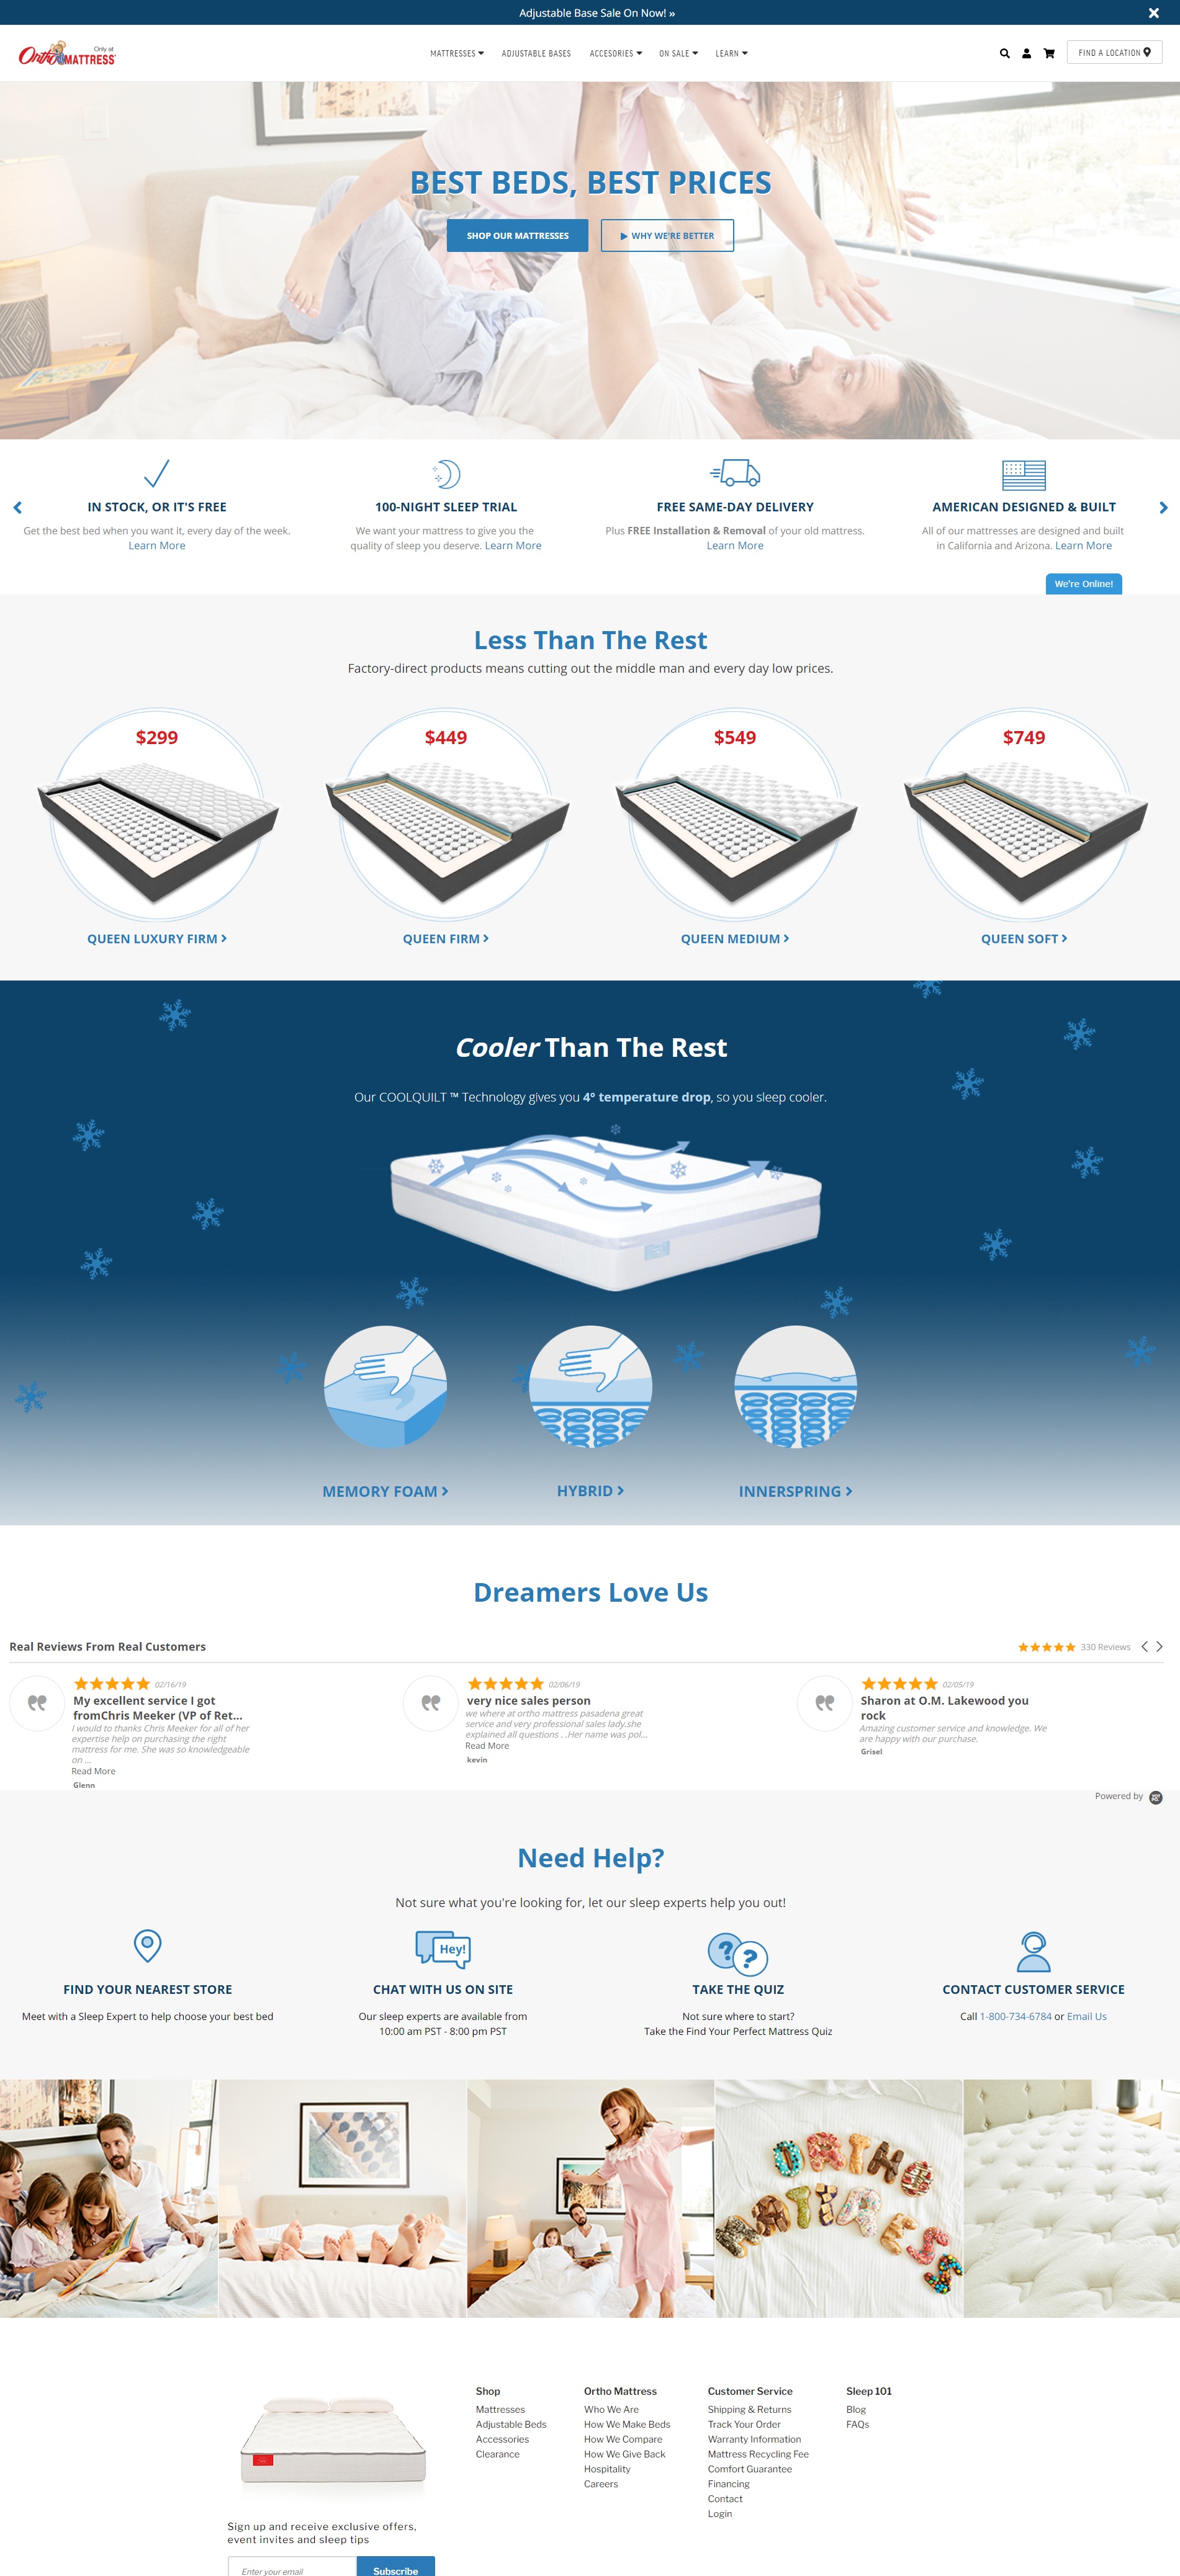 Adjustable Base Sale On Now! »
Only at
Ortho MATTRESS
MATTRESSES
ADJUSTABLE BASES
ACCESORIES
ON SALE
LEARN
FIND A LOCATION
BEST BEDS, BEST PRICES
SHOP OUR MATTRESSES
WHY WE'RE BETTER
IN STOCK, OR IT'S FREE
Get the best bed when you want it, every day of the week.
Learn More
100-NIGHT SLEEP TRIAL
We want your mattress to give you the
quality of sleep you deserve. Learn More
FREE SAME-DAY DELIVERY
Plus FREE Installation & Removal of your old mattress.
Learn More
AMERICAN DESIGNED & BUILT
All of our mattresses are designed and built
in California and Arizona. Learn More
We're Online!
Less Than The Rest
Factory-direct products means cutting out the middle man and every day low prices.
$299
$449
$549
$749
QUEEN LUXURY FIRM
QUEEN FIRM
QUEEN MEDIUM
QUEEN SOFT
Cooler Than The Rest
Our COOLQUILT ™ Technology gives you 4° temperature drop, so you sleep cooler.
MEMORY FOAM
HYBRID
INNERSPRING
Dreamers Love Us
Real Reviews From Real Customers
330 Reviews
02/16/19
My excellent service I got
fromChris Meeker (VP of Ret...
I would to thanks Chris Meeker for all of her
expertise help on purchasing the right
mattress for me. She was so knowledgeable
on ...
Read More
Glenn
02/06/19
very nice sales person
we where at ortho mattress pasadena great
service and very professional sales lady.she
explained all questions . .Her name was pol...
Read More
kevin
02/05/19
Sharon at O.M. Lakewood you
rock
Amazing customer service and knowledge. We
are happy with our purchase.
Grisel
Powered by
Need Help?
Not sure what you're looking for, let our sleep experts help you out!
Hey!
? ?
FIND YOUR NEAREST STORE
Meet with a Sleep Expert to help choose your best bed
CHAT WITH US ON SITE
Our sleep experts are available from
10:00 am PST - 8:00 pm PST
TAKE THE QUIZ
Not sure where to start?
Take the Find Your Perfect Mattress Quiz
CONTACT CUSTOMER SERVICE
Call 1-800-734-6784 or Email Us
ORTHO
MATTRESS
Shop
Mattresses
Adjustable Beds
Accessories
Clearance
Ortho Mattress
Who We Are
How We Make Beds
How We Compare
How We Give Back
Hospitality
Careers
Customer Service
Shipping & Returns
Track Your Order
Warranty Information
Mattress Recycling Fee
Comfort Guarantee
Financing
Contact
Login
Sleep 101
Blog
FAQs
Sign up and receive exclusive offers,
event invites and sleep tips
Enter your email
Subscribe